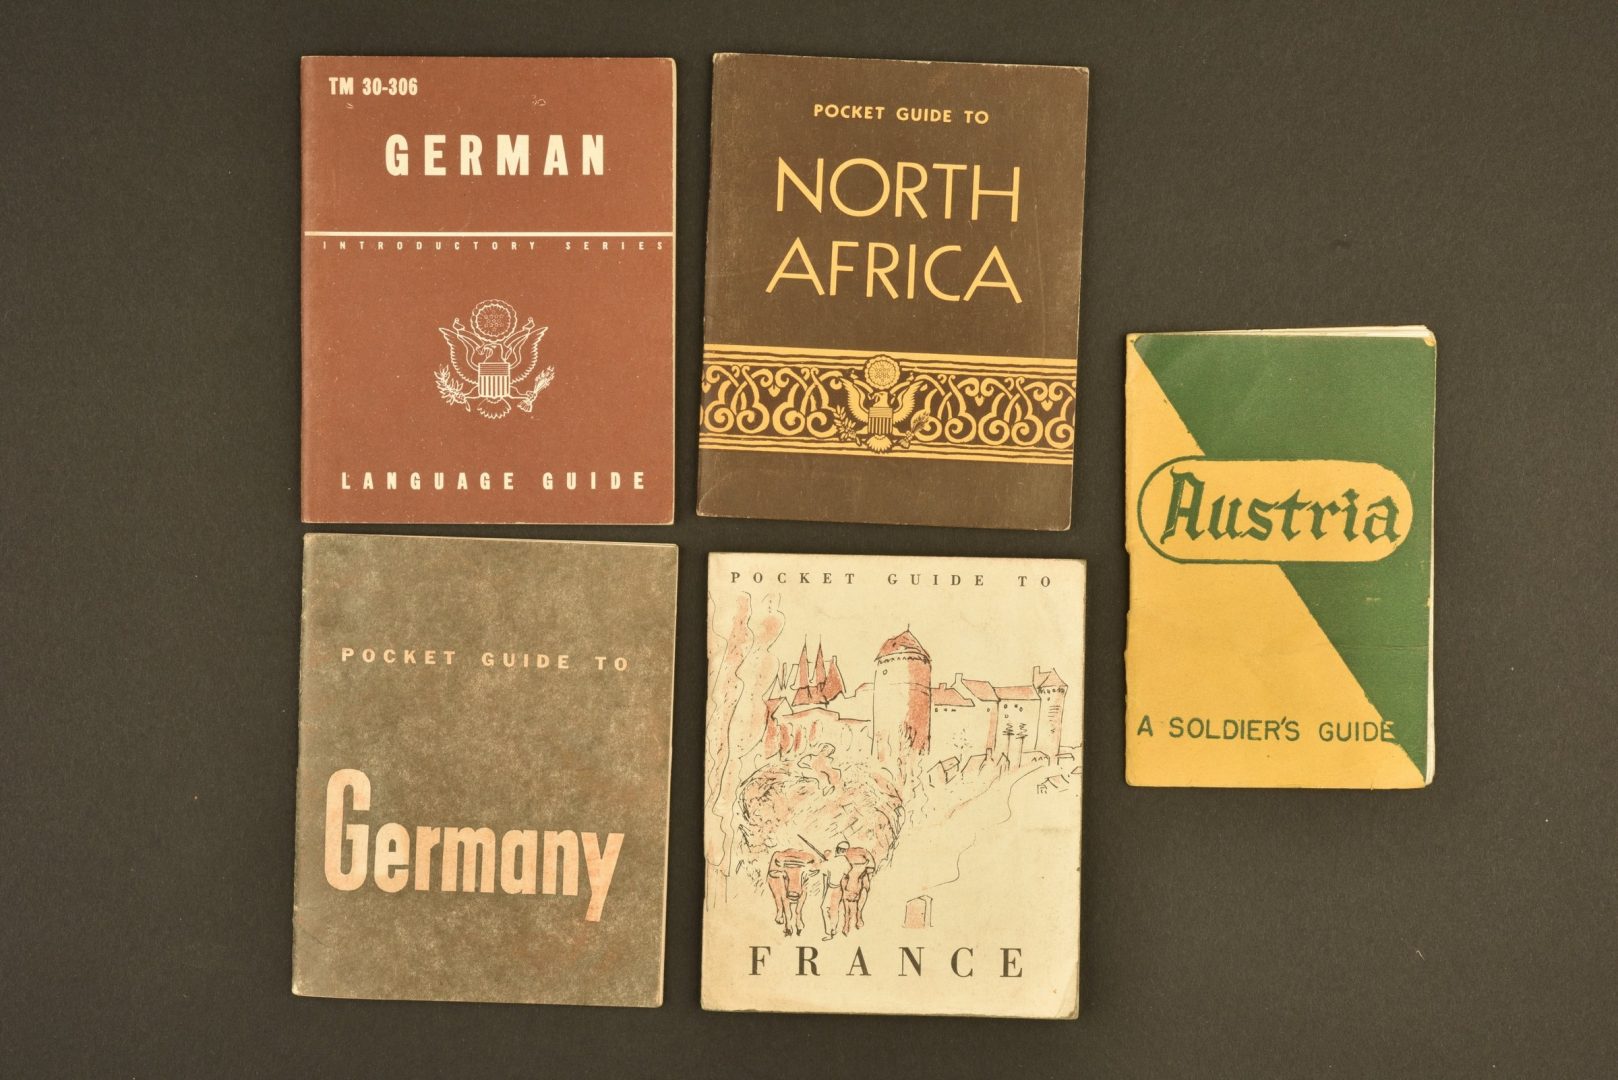 TM 30-306
GERMAN
INTRODUCTORY SERIES
LANGUAGE GUIDE
POCKET GUIDE TO
NORTH
AFRICA
POCKET GUIDE TO
Germany
POCKET GUIDE TO
FRANCE
Austria
A SOLDIER'S GUIDE